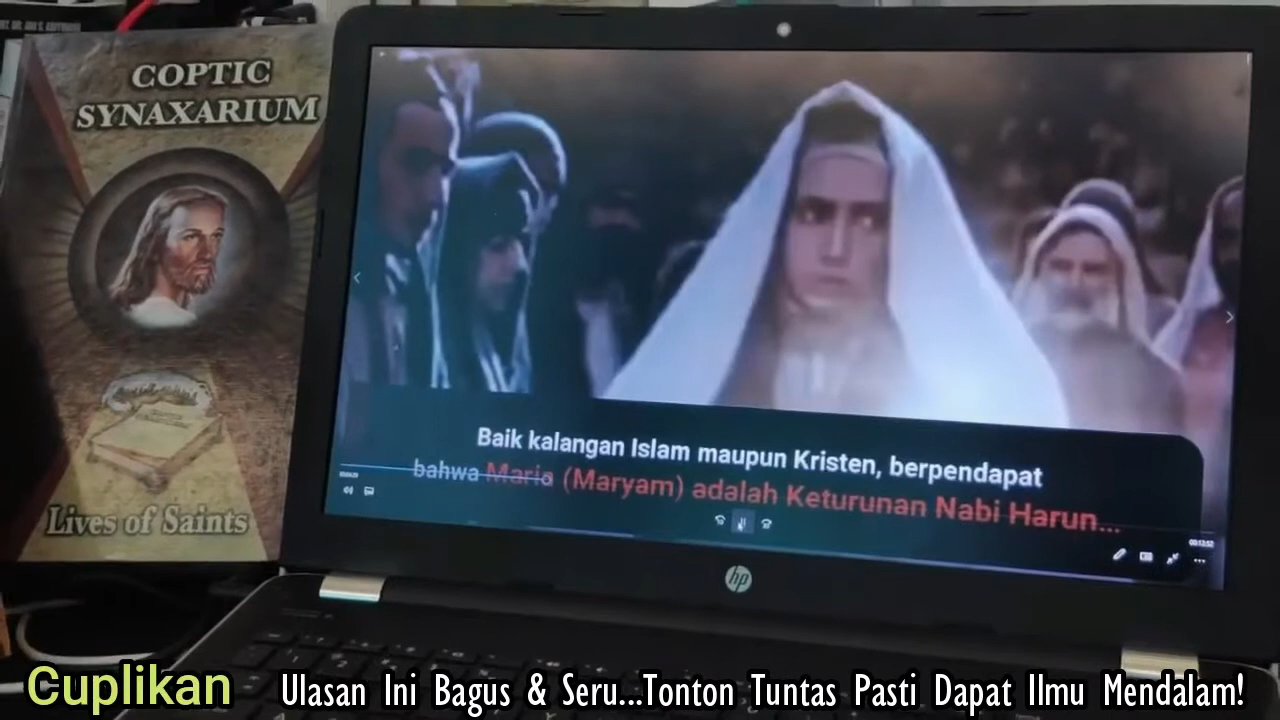 COPTIC
SYNAXARIUM
Lives of Saints
Baik kalangan Islam maupun Kristen, berpendapat
bahwa Maria (Maryam) adalah Keturunan Nabi Harun...
hp
Cuplikan
Ulasan Ini Bagus & Seru...Tonton Tuntas Pasti Dapat Ilmu Mendalam!